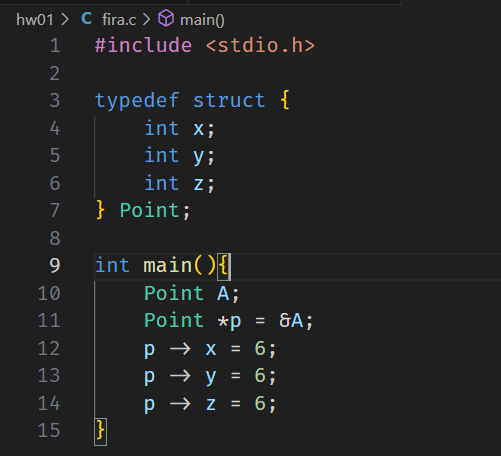 hw01 > C fira.c > main()
1 #include <stdio.h>
2
3 typedef struct {
4     int x;
5     int y;
6     int z;
7 } Point;
8
9 int main(){
10     Point A;
11     Point *p = &A;
12     p -> x = 6;
13     p -> y = 6;
14     p -> z = 6;
15 }